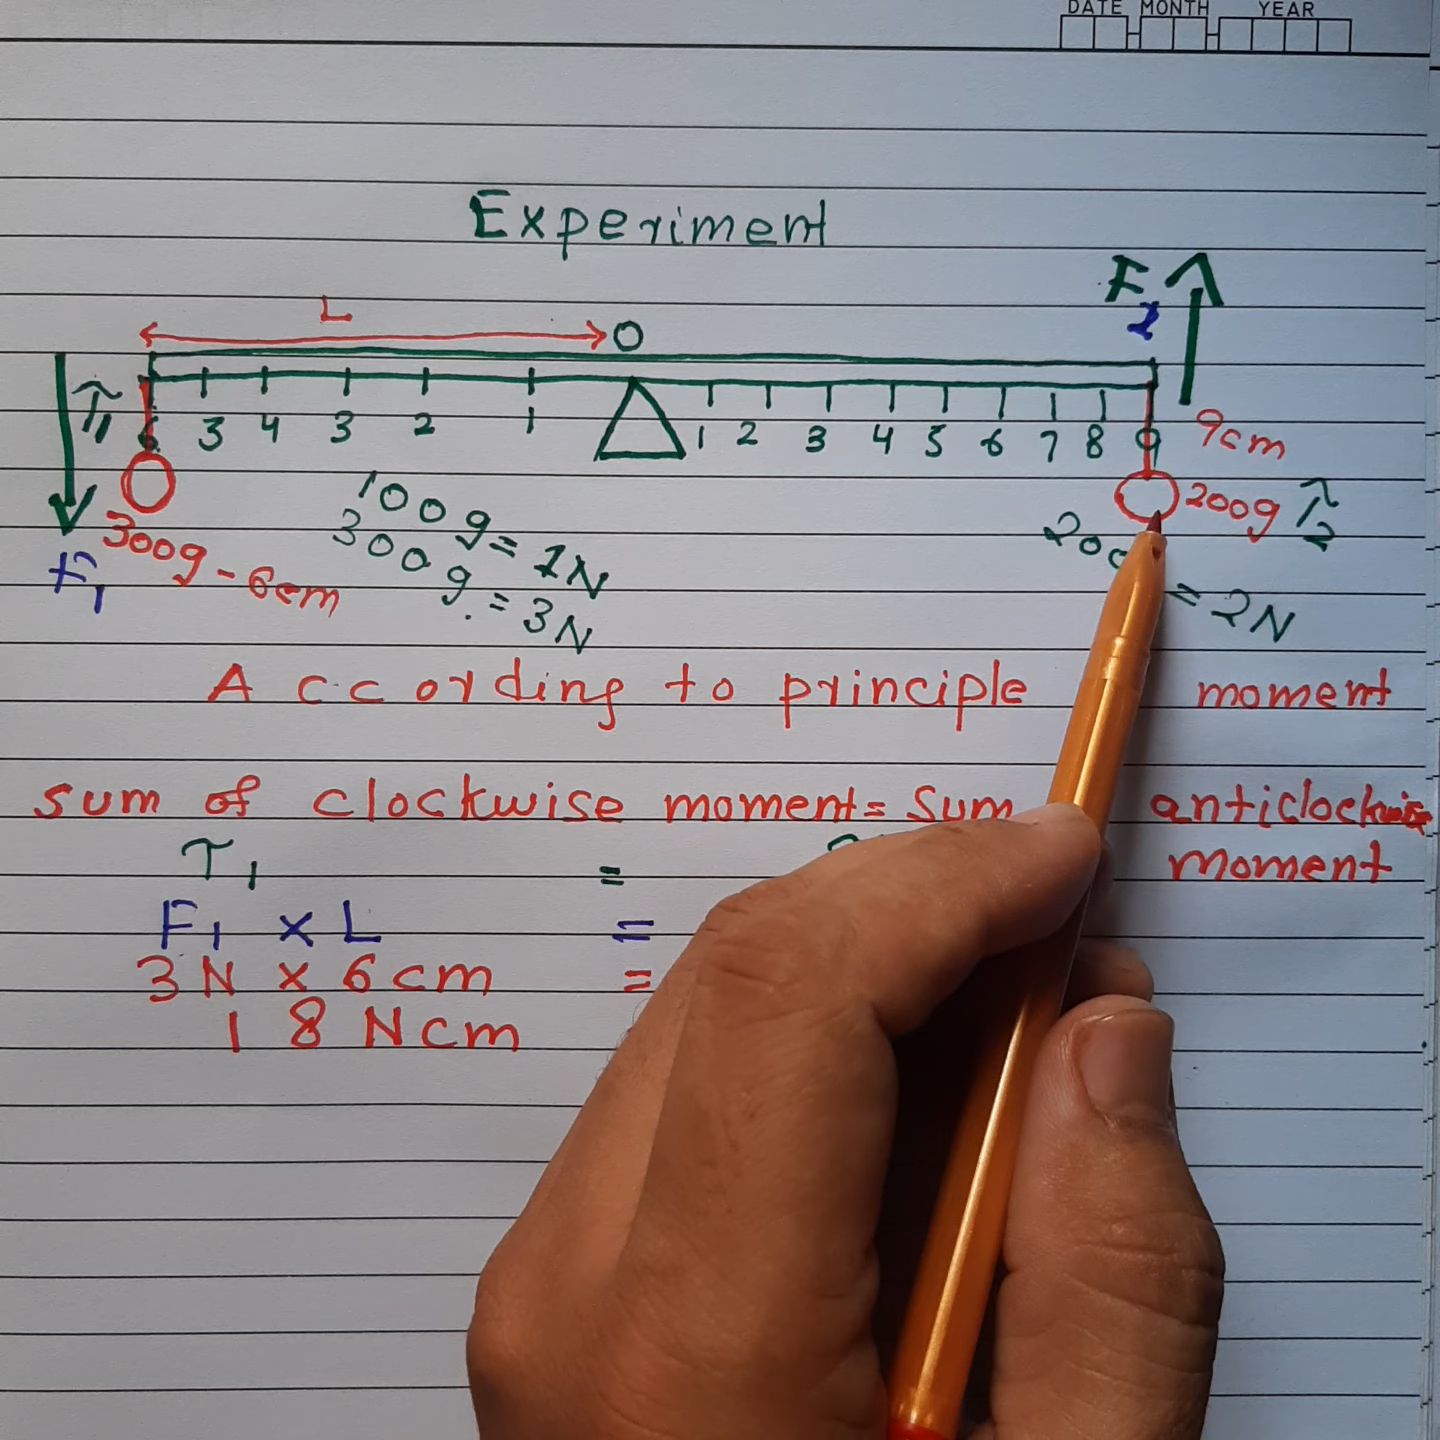 DATE MONTH YEAR
Experiment
F
2
L
O
T1
6 3 4 3 2 1 1 2 3 4 5 6 7 8 9
9cm
300g - 6cm
100g = 1N
200g T2
F1
300g = 3N
= 2N
According to principle moment
sum of clockwise moment = Sum anticlockwise
moment
T1 =
F1 x L =
3N x 6cm =
18 Ncm